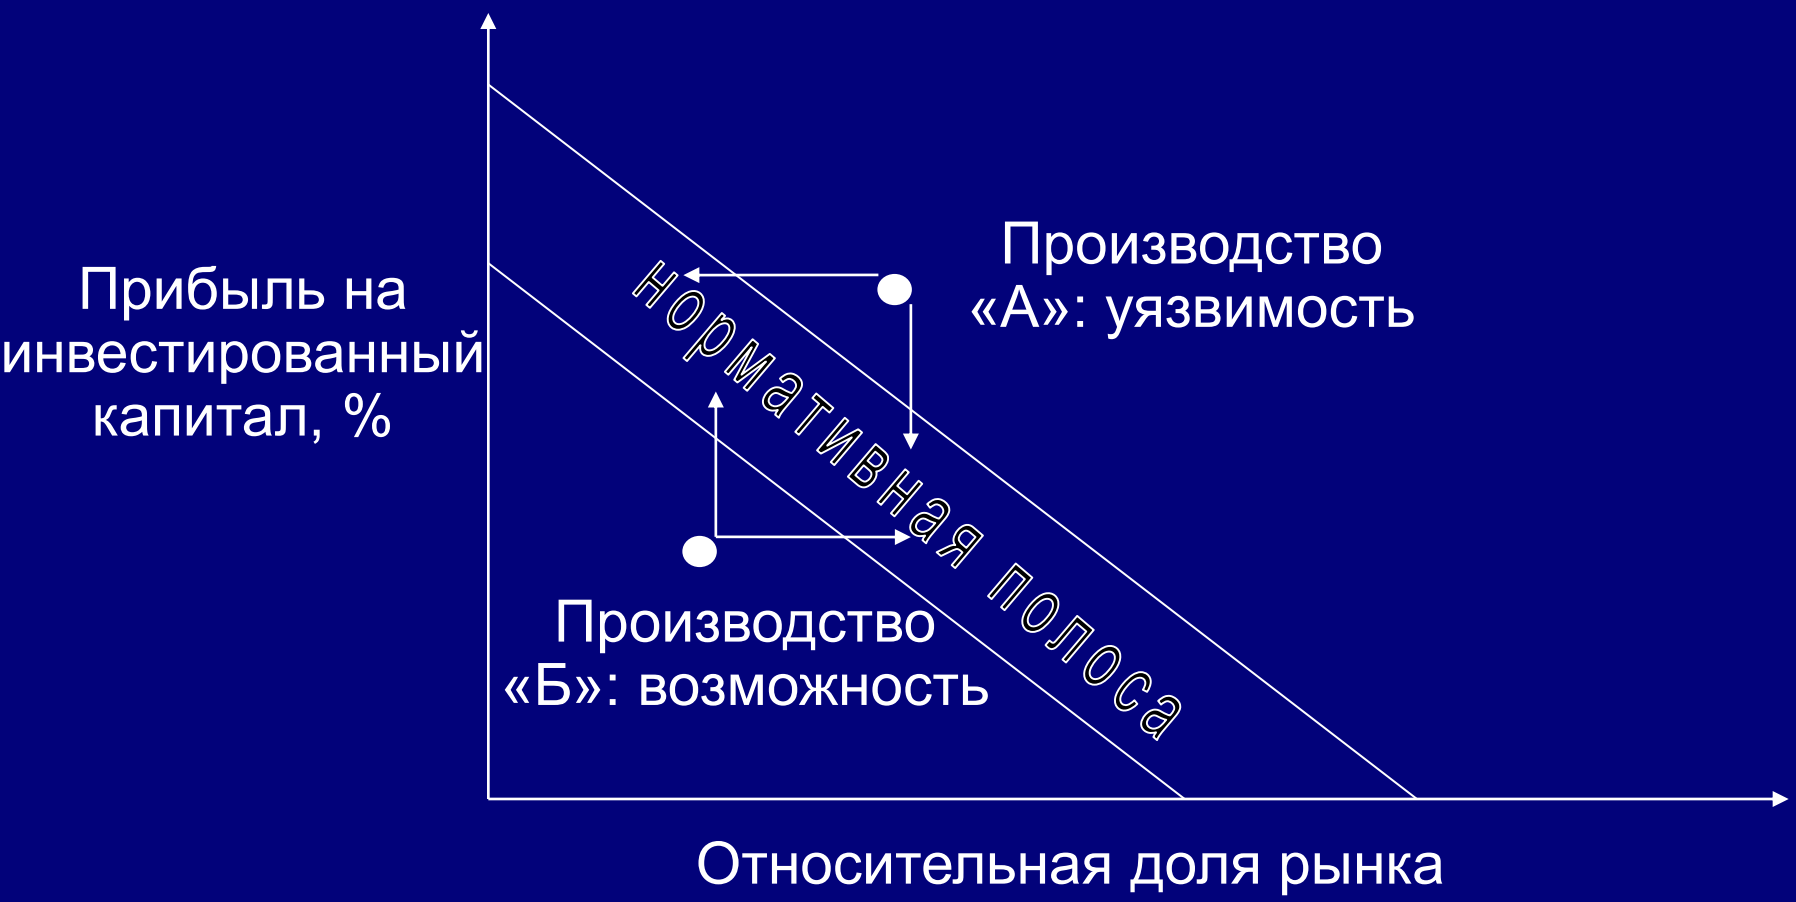 Прибыль на
инвестированный
капитал, %
Производство
«А»: уязвимость
нормативная полоса
Производство
«Б»: возможность
Относительная доля рынка